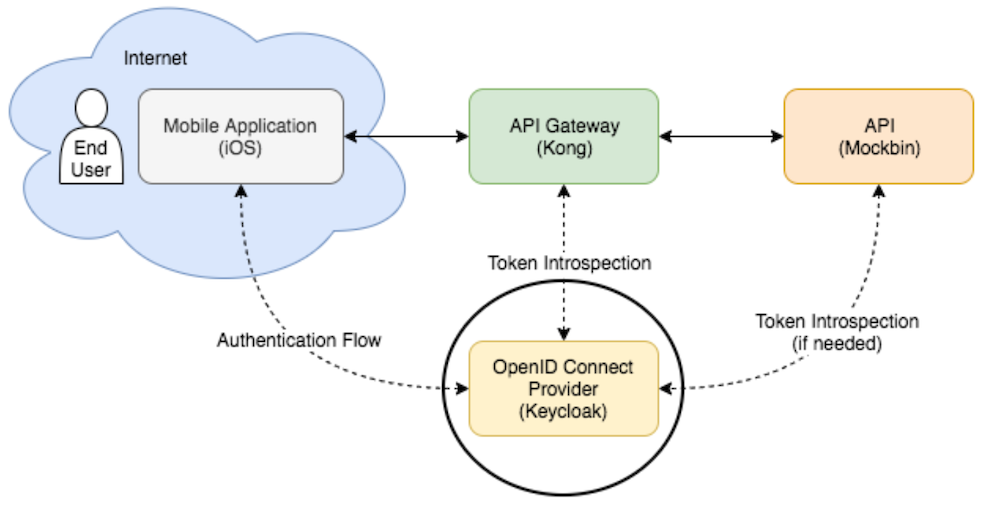 Internet
End
User
Mobile Application
(iOS)
API Gateway
(Kong)
API
(Mockbin)
Token Introspection
Authentication Flow
Token Introspection
(if needed)
OpenID Connect
Provider
(Keycloak)